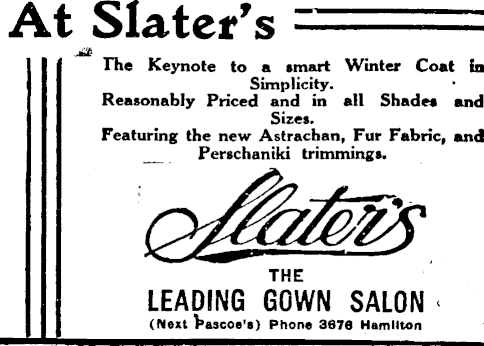 At Slater's
The Keynote to a smart Winter Coat in
Simplicity.
Reasonably Priced and in all Shades and
Sizes.
Featuring the new Astrachan, Fur Fabric, and
Perschaniki trimmings.
Slater's
THE
LEADING GOWN SALON
(Next Pascoe's) Phone 3676 Hamilton